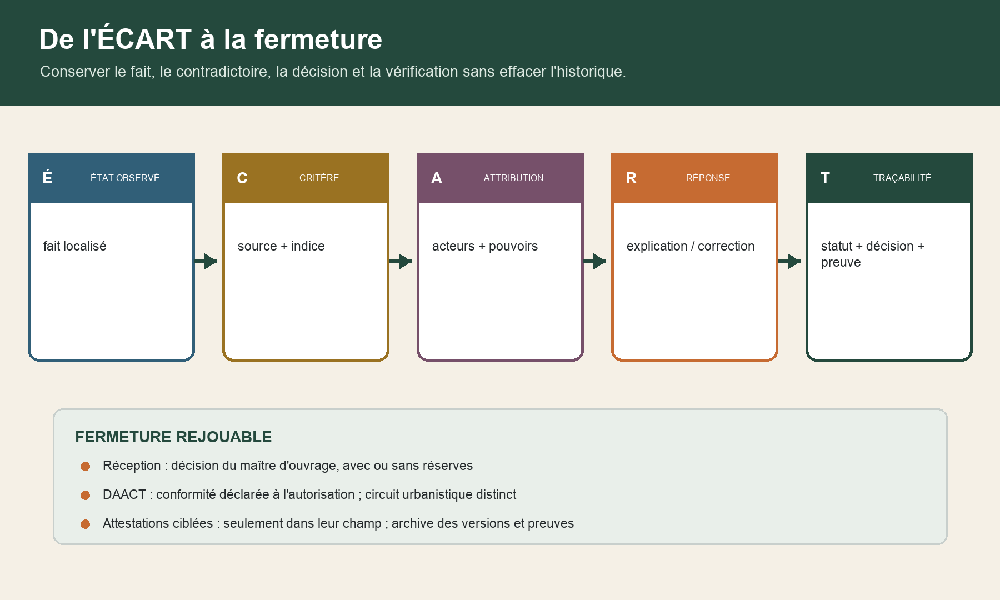 De l'ÉCART à la fermeture
Conserver le fait, le contradictoire, la décision et la vérification sans effacer l'historique.
É ÉTAT OBSERVÉ
fait localisé
C CRITÈRE
source + indice
A ATTRIBUTION
acteurs + pouvoirs
R RÉPONSE
explication / correction
T TRAÇABILITÉ
statut + décision +
preuve
FERMETURE REJOUABLE
Réception : décision du maître d'ouvrage, avec ou sans réserves
DAACT : conformité déclarée à l'autorisation ; circuit urbanistique distinct
Attestations ciblées : seulement dans leur champ ; archive des versions et preuves